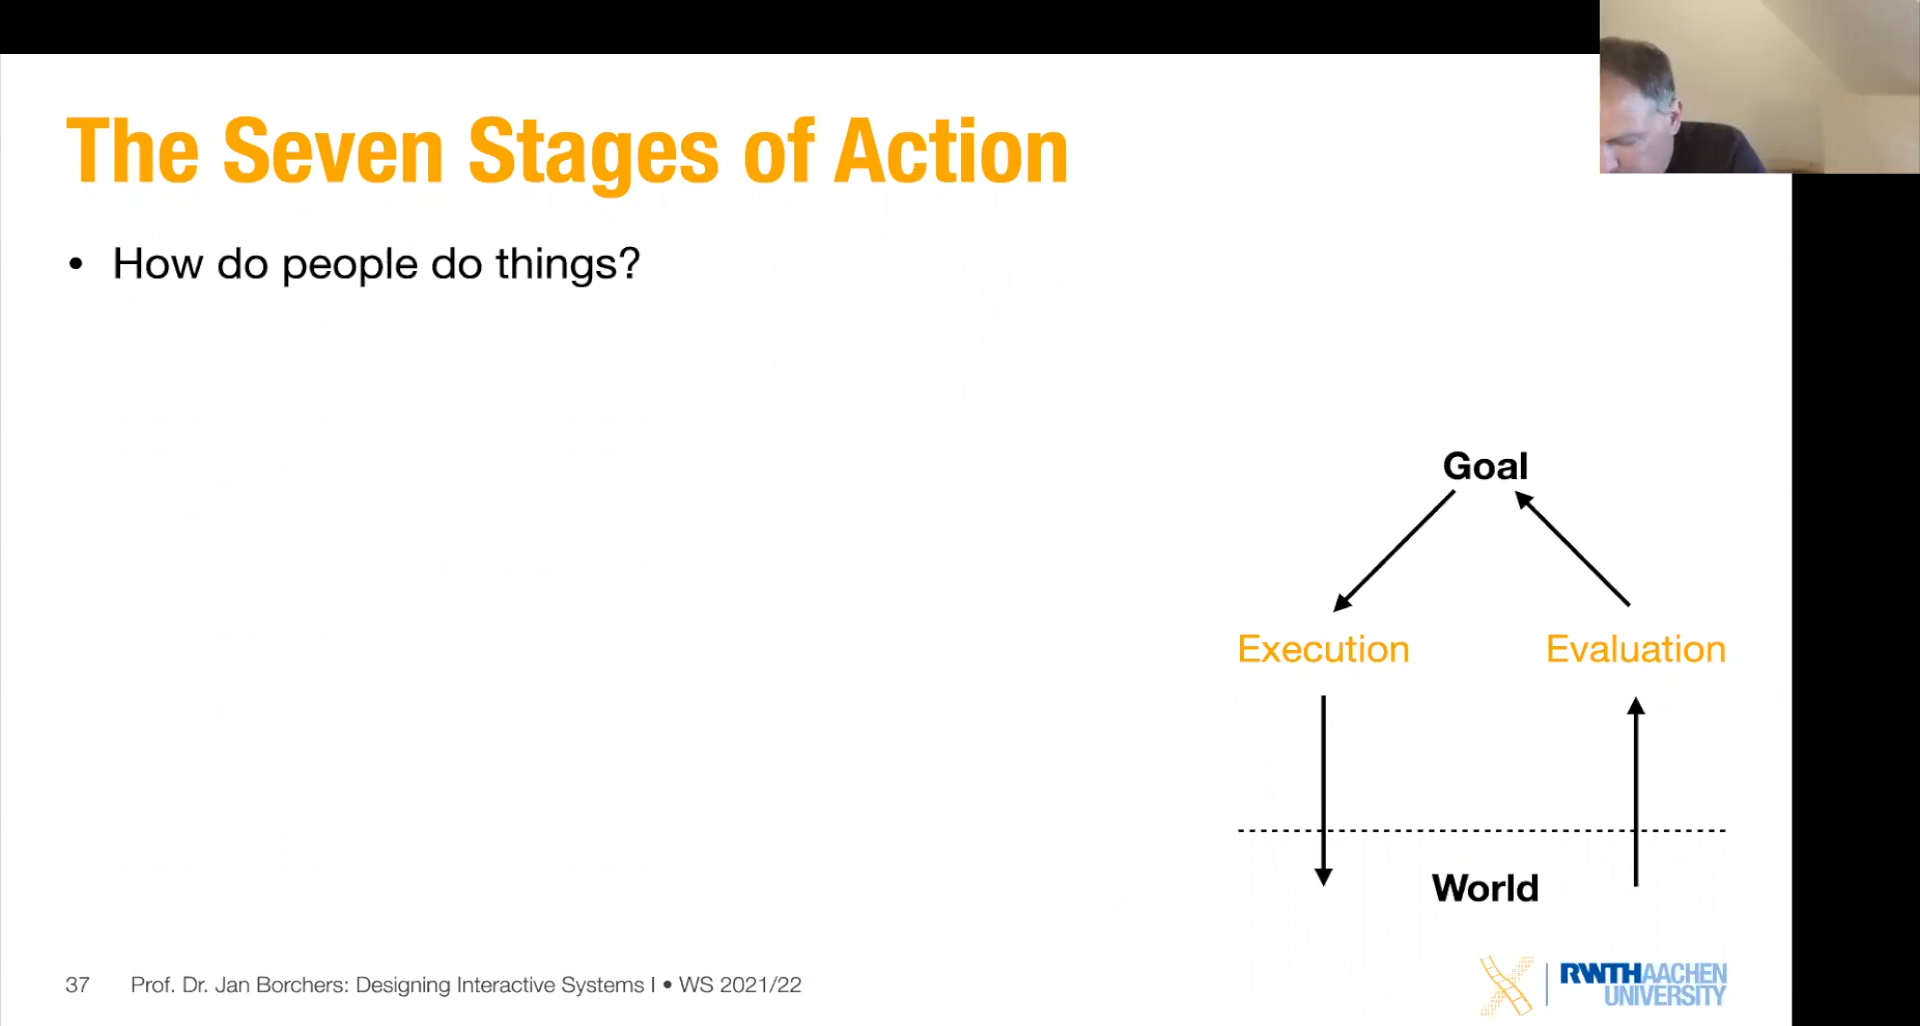 The Seven Stages of Action
• How do people do things?
Goal
Execution Evaluation
World
37 Prof. Dr. Jan Borchers: Designing Interactive Systems I • WS 2021/22
RWTHAACHEN
UNIVERSITY